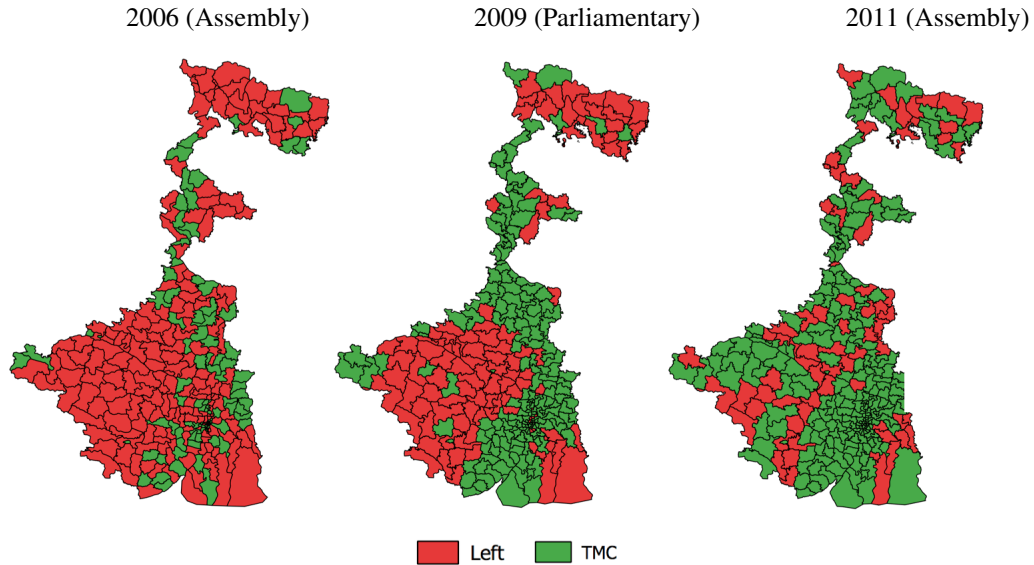 2006 (Assembly)
2009 (Parliamentary)
2011 (Assembly)
Left
TMC